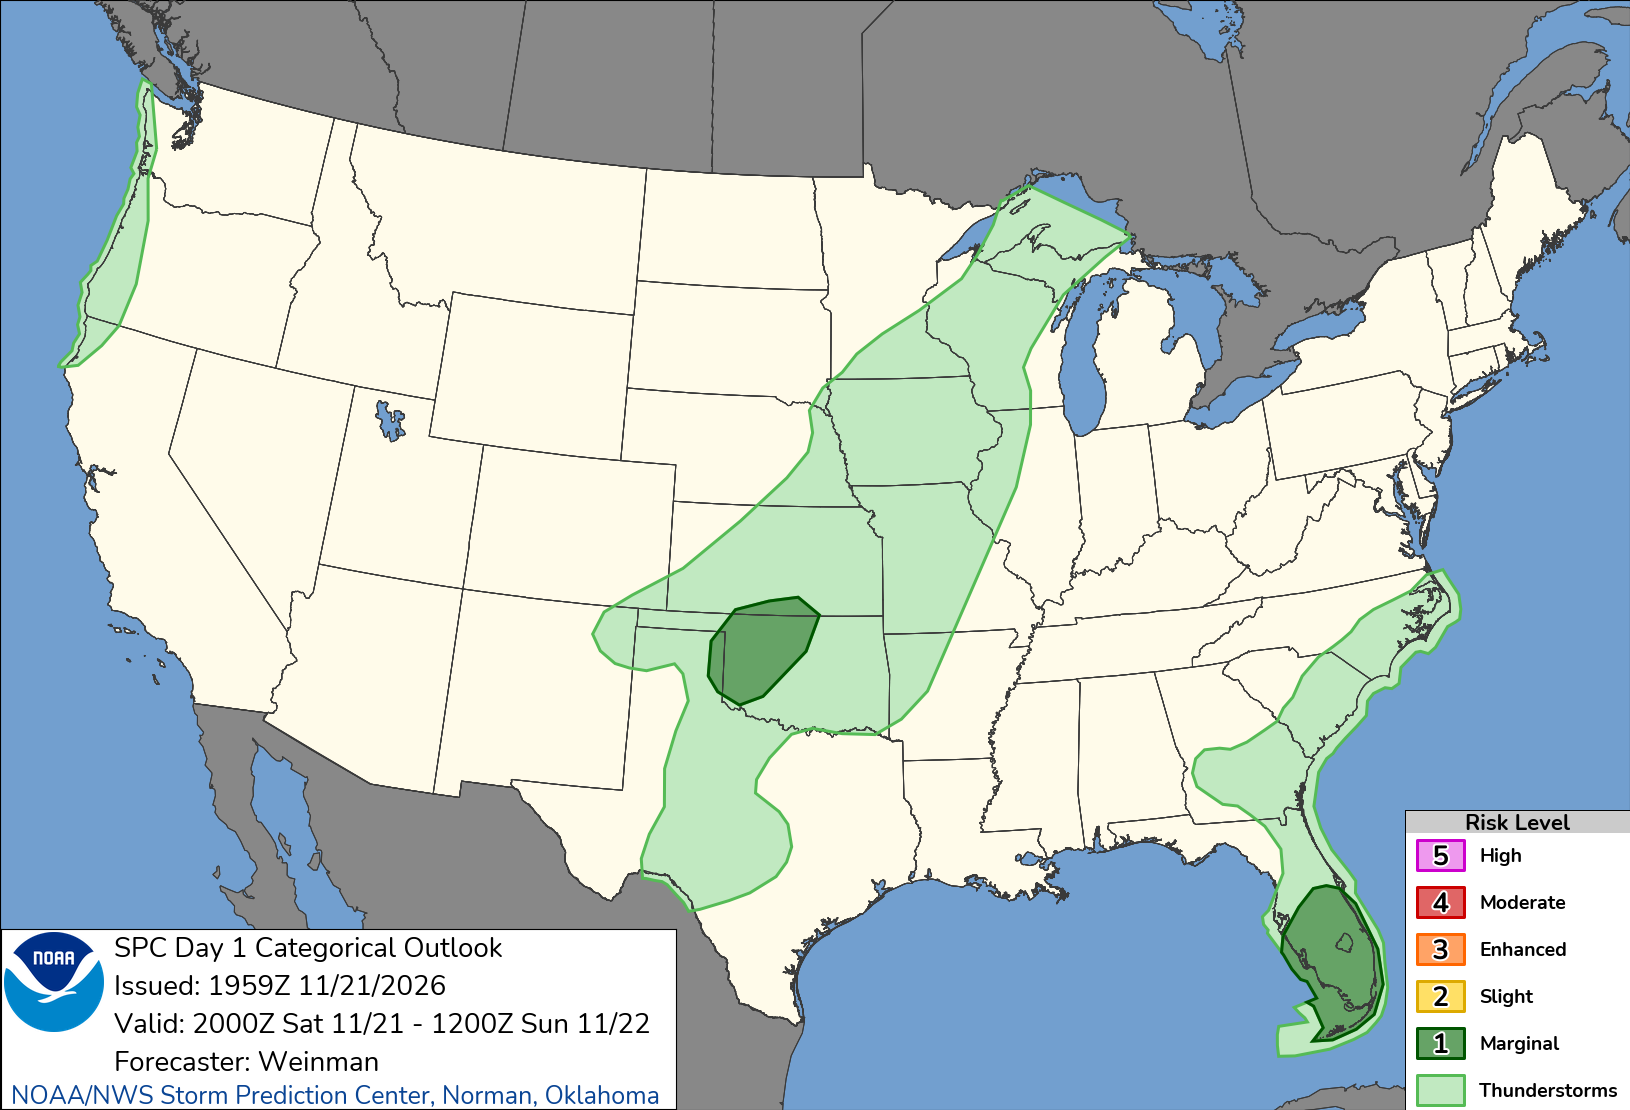 Risk Level
5 High
4 Moderate
3 Enhanced
2 Slight
1 Marginal
Thunderstorms
NOAA
SPC Day 1 Categorical Outlook
Issued: 1959Z 11/21/2026
Valid: 2000Z Sat 11/21 - 1200Z Sun 11/22
Forecaster: Weinman
NOAA/NWS Storm Prediction Center, Norman, Oklahoma